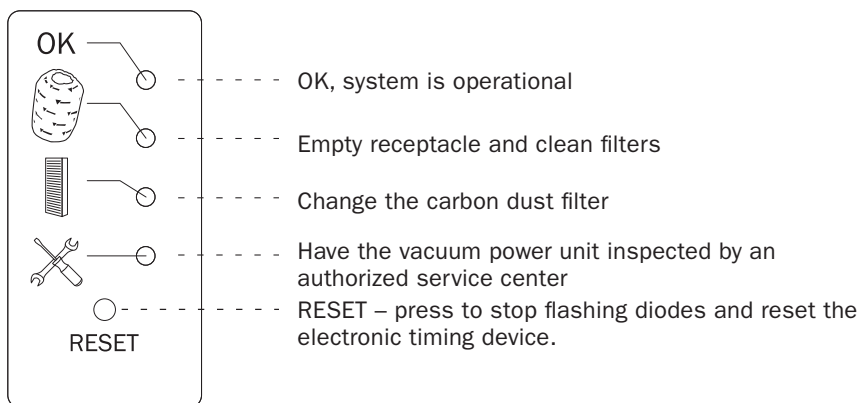 OK
OK, system is operational
Empty receptacle and clean filters
Change the carbon dust filter
Have the vacuum power unit inspected by an
authorized service center
RESET – press to stop flashing diodes and reset the
electronic timing device.
RESET